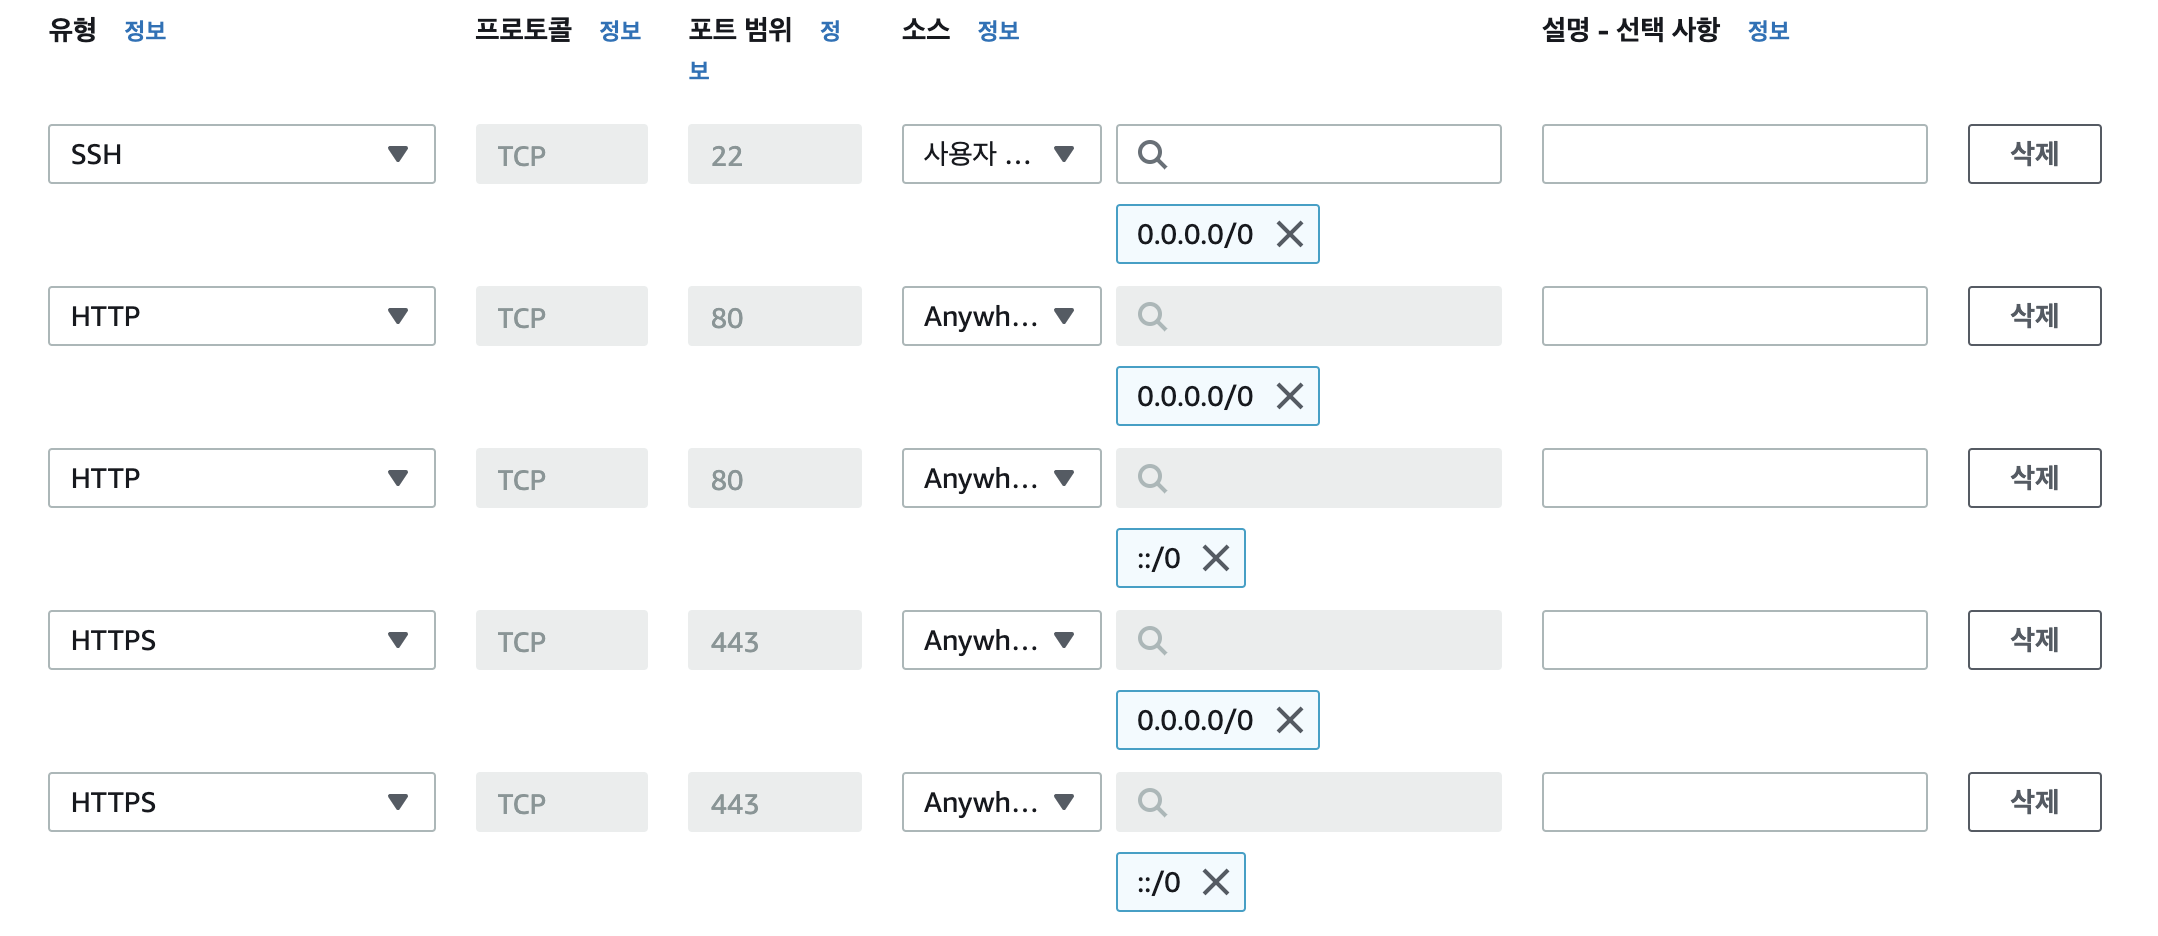 유형 정보 프로토콜 정보 포트 범위 정 소스 정보 설명 - 선택 사항 정보
보
SSH TCP 22 사용자 ... 삭제
0.0.0.0/0
HTTP TCP 80 Anywh... 삭제
0.0.0.0/0
HTTP TCP 80 Anywh... 삭제
::/0
HTTPS TCP 443 Anywh... 삭제
0.0.0.0/0
HTTPS TCP 443 Anywh... 삭제
::/0